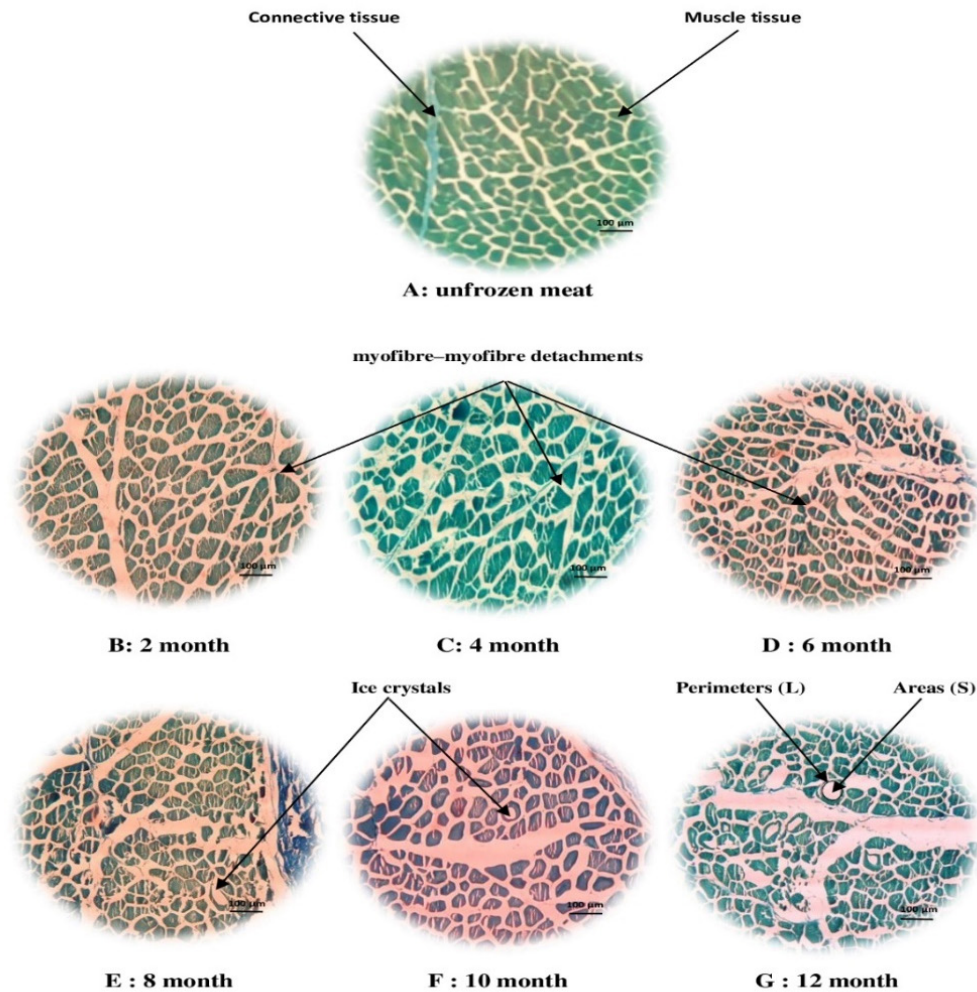 Connective tissue Muscle tissue
100 µm
A: unfrozen meat
myofibre–myofibre detachments
100 µm 100 µm 100 µm
B: 2 month C: 4 month D : 6 month
Ice crystals Perimeters (L) Areas (S)
100 µm 100 µm 100 µm
E : 8 month F : 10 month G : 12 month